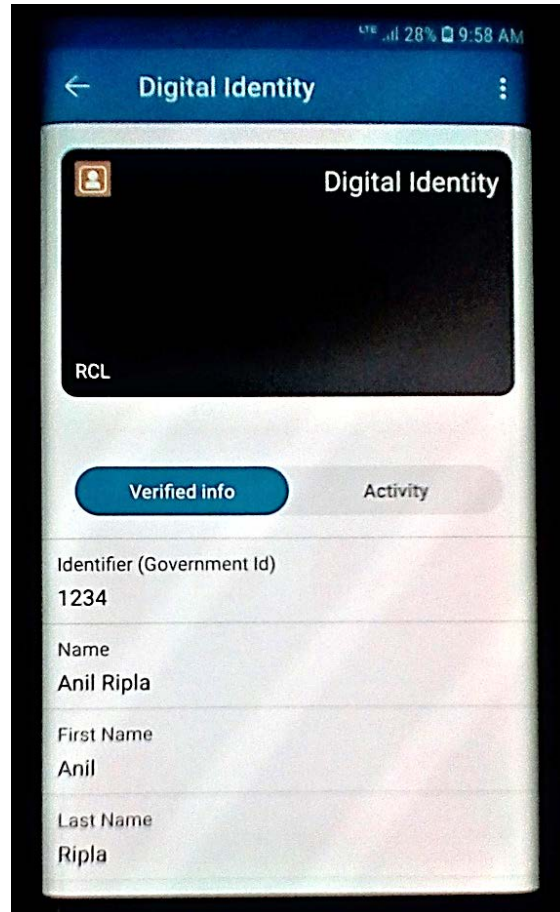 LTE 28% 9:58 AM
Digital Identity
Digital Identity
RCL
Verified info Activity
Identifier (Government Id)
1234
Name
Anil Ripla
First Name
Anil
Last Name
Ripla